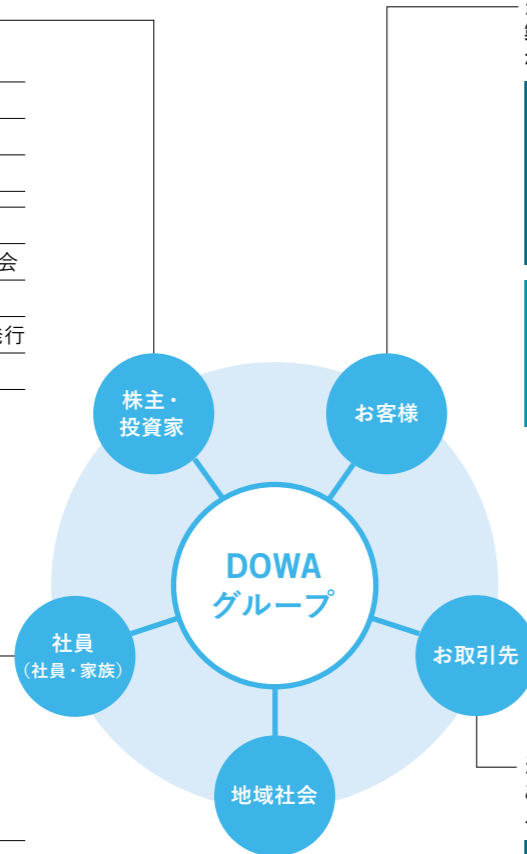 会
発行
株主・
投資家
お客様
DOWA
グループ
社員
（社員・家族）
お取引先
地域社会